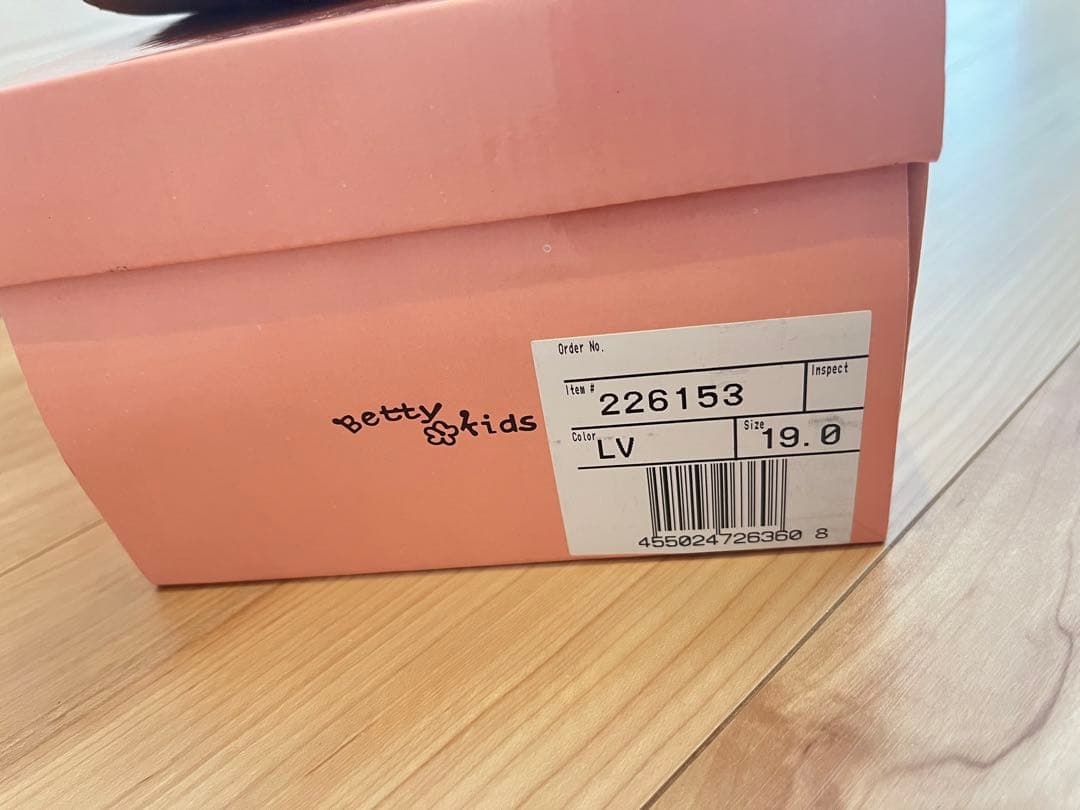 Betty kids
Order No.
Item # 226153
Inspect
Color LV
Size 19.0
455024726360 8